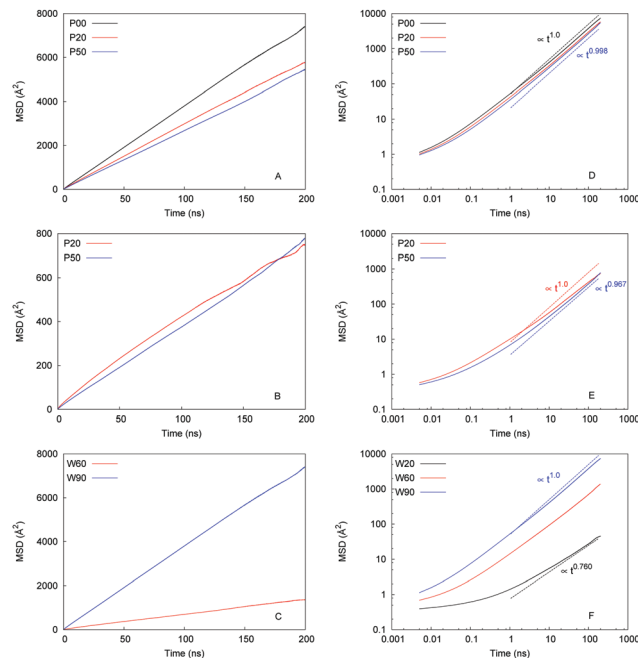 8000
P00
P20
P50
6000
4000
2000
0
MSD (Å²)
A
0 50 100 150 200
Time (ns)
10000
P00
P20
P50
1000
100
10
1
0.1
MSD (Å²)
∝ t^1.0
∝ t^0.998
D
0.001 0.01 0.1 1 10 100 1000
Time (ns)
800
P20
P50
600
400
200
0
MSD (Å²)
B
0 50 100 150 200
Time (ns)
10000
P20
P50
1000
100
10
1
0.1
MSD (Å²)
∝ t^1.0
∝ t^0.967
E
0.001 0.01 0.1 1 10 100 1000
Time (ns)
8000
W60
W90
6000
4000
2000
0
MSD (Å²)
C
0 50 100 150 200
Time (ns)
10000
W20
W60
W90
1000
100
10
1
0.1
MSD (Å²)
∝ t^1.0
∝ t^0.760
F
0.001 0.01 0.1 1 10 100 1000
Time (ns)